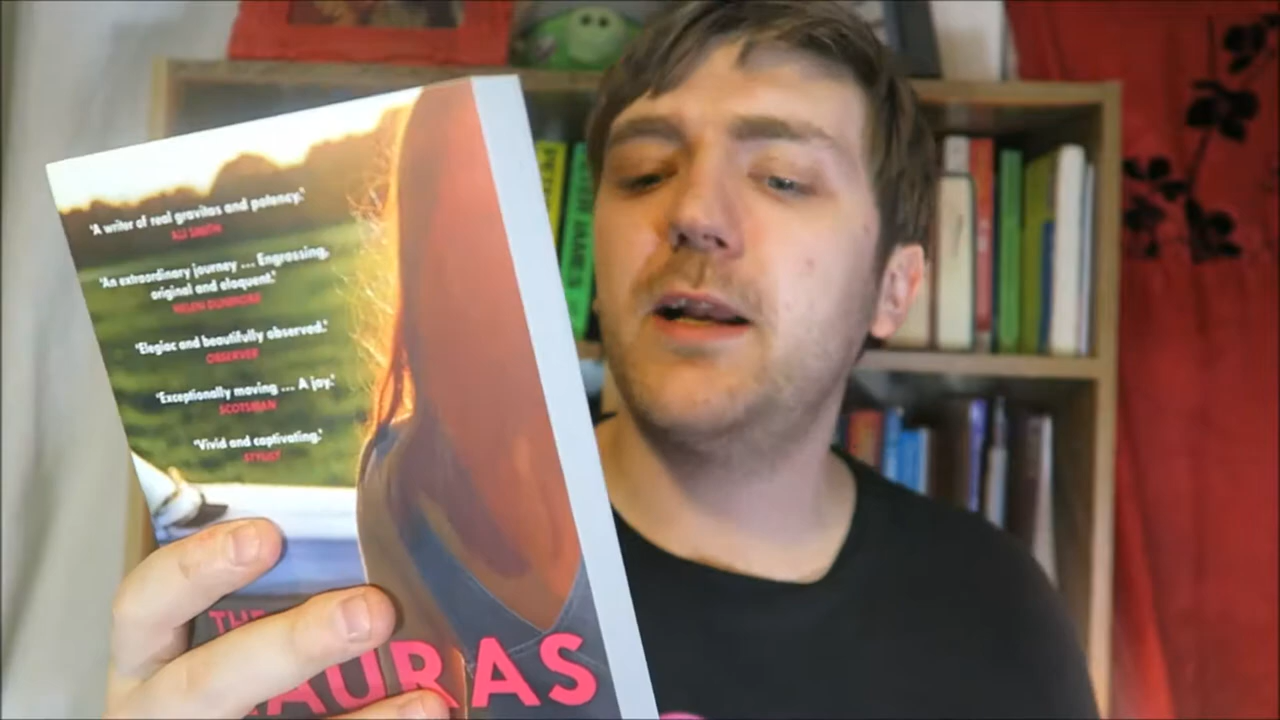 'A writer of real gravitas and potency.'
ALI SMITH
'An extraordinary journey ... Engrossing,
original and eloquent.'
HELEN DUNMORE
'Elegiac and beautifully observed.'
OBSERVER
'Exceptionally moving ... A joy.'
SCOTSMAN
'Vivid and captivating.'
STYLIST
THE
AURAS